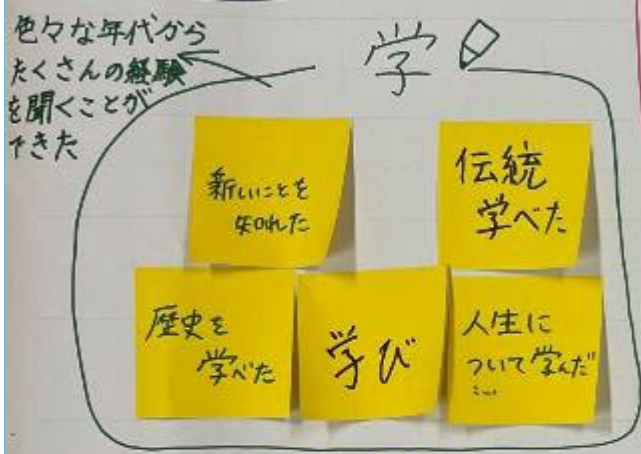 色々な年代から
たくさんの経験
を聞くことが
できた
学
新しいことを
知れた
伝統
学べた
歴史を
学べた
学び
人生に
ついて学んだ
…